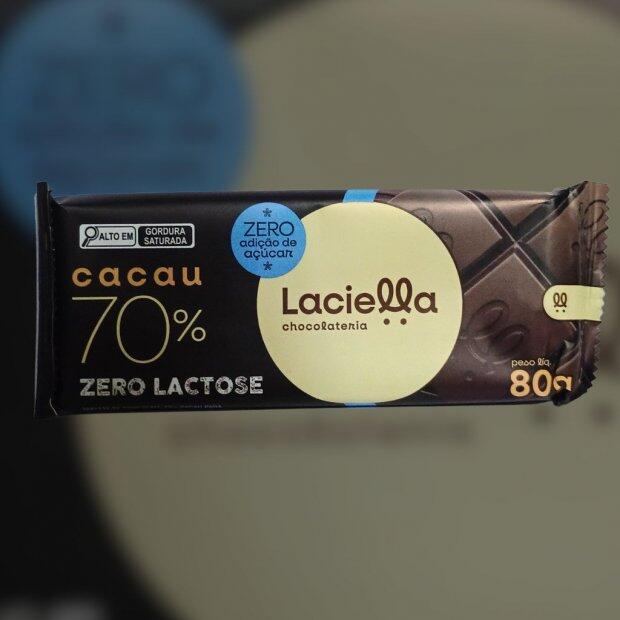 ALTO EM
GORDURA
SATURADA
cacau
70%
ZERO LACTOSE
*
ZERO
adição de
açúcar
*
Laciella
chocolateria
peso líq.
80g